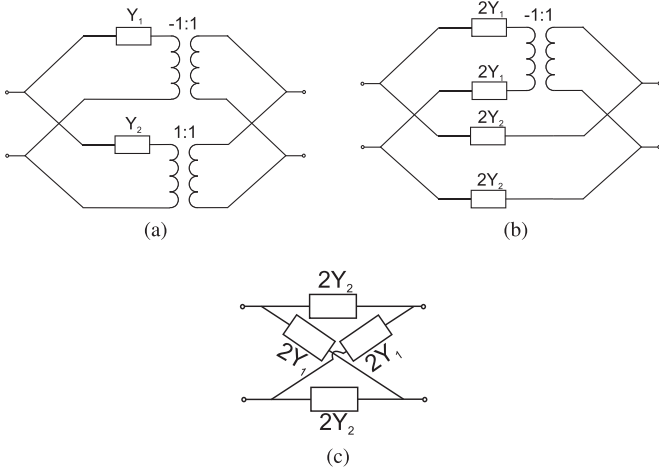 Y₁ -1:1
Y₂ 1:1
(a)
2Y₁ -1:1
2Y₁
2Y₂
2Y₂
(b)
2Y₂
2Y₁ 2Y₁
2Y₂
(c)